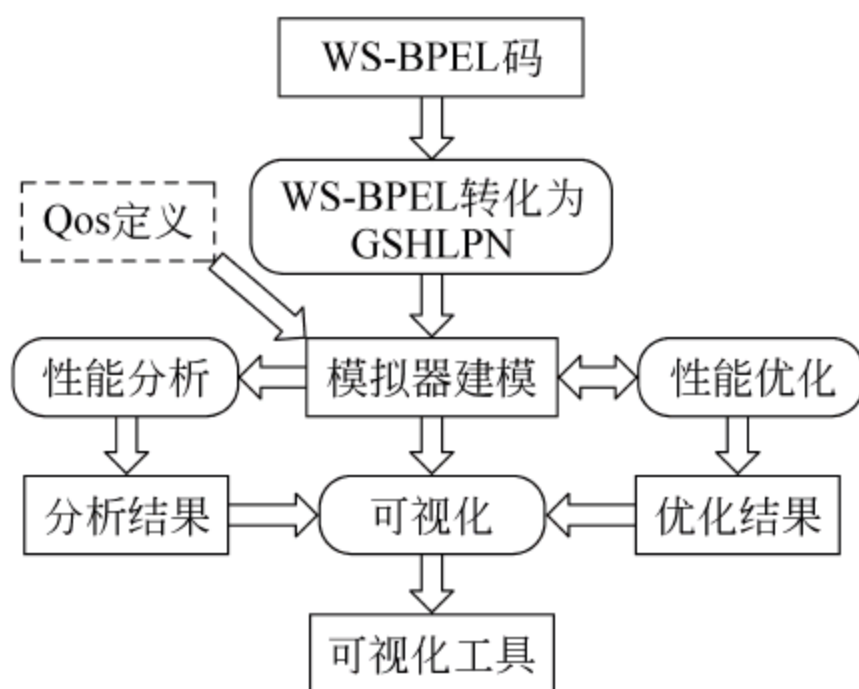 WS-BPEL码
WS-BPEL转化为
GSHLPN
Qos定义
性能分析
模拟器建模
性能优化
分析结果
可视化
优化结果
可视化工具